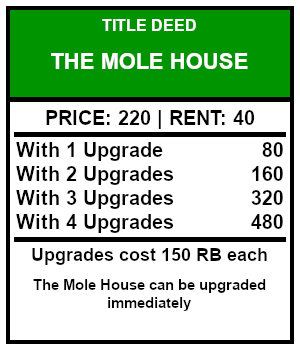 TITLE DEED
THE MOLE HOUSE
PRICE: 220 | RENT: 40
With 1 Upgrade 80
With 2 Upgrades 160
With 3 Upgrades 320
With 4 Upgrades 480
Upgrades cost 150 RB each
The Mole House can be upgraded
immediately